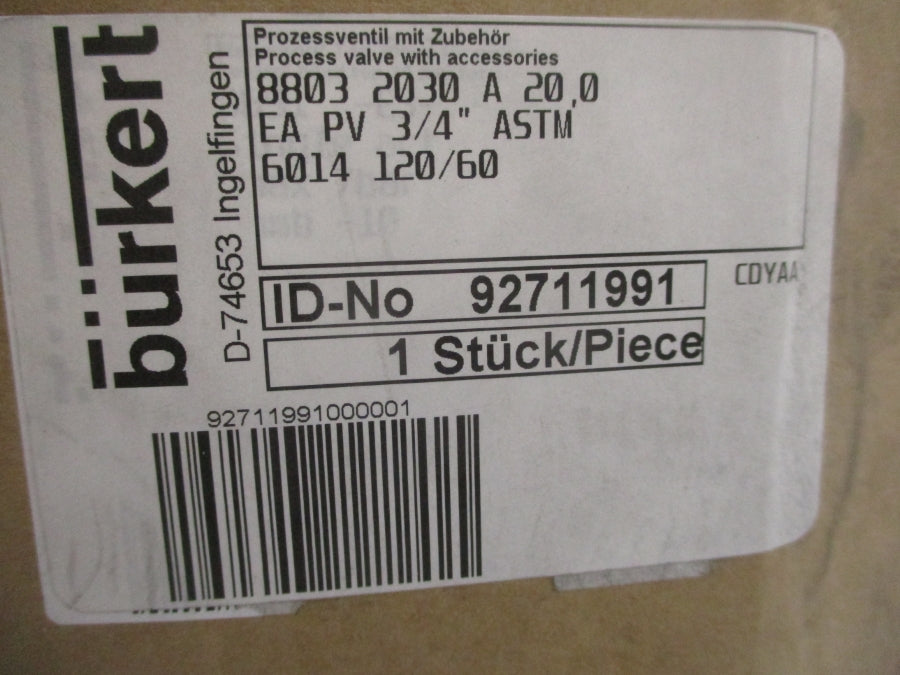 bürkert
D-74653 Ingelfingen
Prozessventil mit Zubehör
Process valve with accessories
8803 2030 A 20,0
EA PV 3/4" ASTM
6014 120/60
ID-No 92711991
CDYAA
1 Stück/Piece
92711991000001